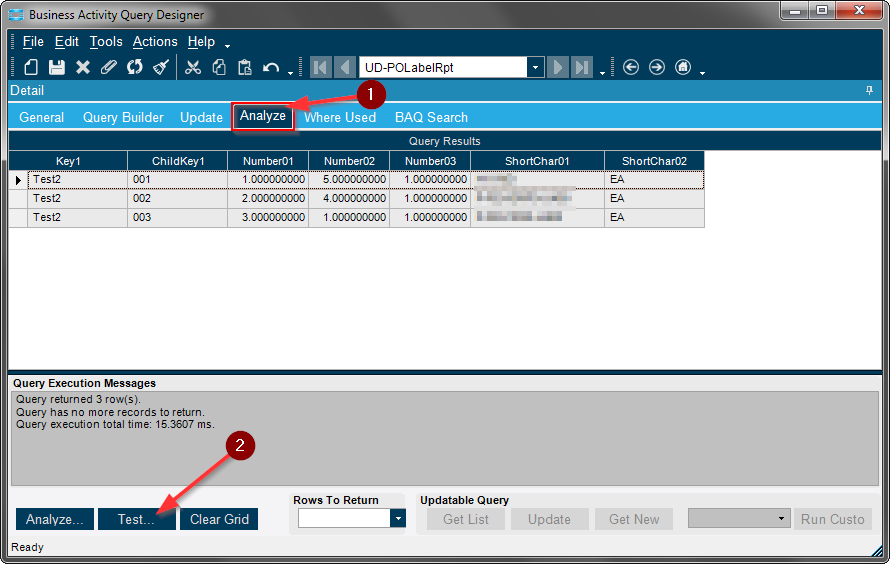 Business Activity Query Designer
File Edit Tools Actions Help
UD-POLabelRpt
Detail
1
General Query Builder Update Analyze Where Used BAQ Search
Query Results
Key1 ChildKey1 Number01 Number02 Number03 ShortChar01 ShortChar02
Test2 001 1.000000000 5.000000000 1.000000000 EA
Test2 002 2.000000000 4.000000000 1.000000000 EA
Test2 003 3.000000000 1.000000000 1.000000000 EA
Query Execution Messages
Query returned 3 row(s).
Query has no more records to return.
Query execution total time: 15.3607 ms.
2
Rows To Return Updatable Query
Analyze... Test... Clear Grid Get List Update Get New Run Custo
Ready